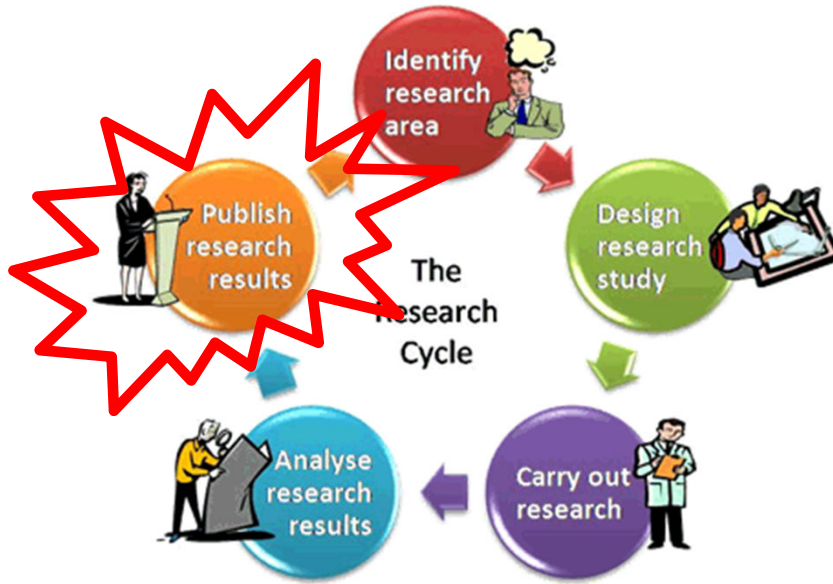 Identify
research
area
Design
research
study
Carry out
research
Analyse
research
results
Publish
research
results
The
Research
Cycle